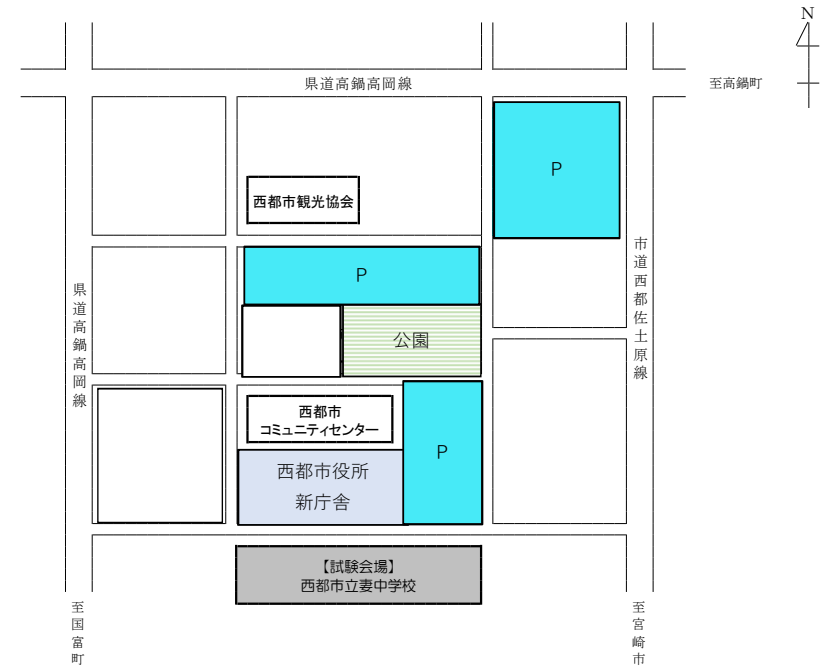 N
県道高鍋高岡線
至高鍋町
P
西都市観光協会
P
市道西都佐土原線
県道高鍋高岡線
公園
西都市
コミュニティセンター
P
西都市役所
新庁舎
【試験会場】
西都市立妻中学校
至国富町
至宮崎市